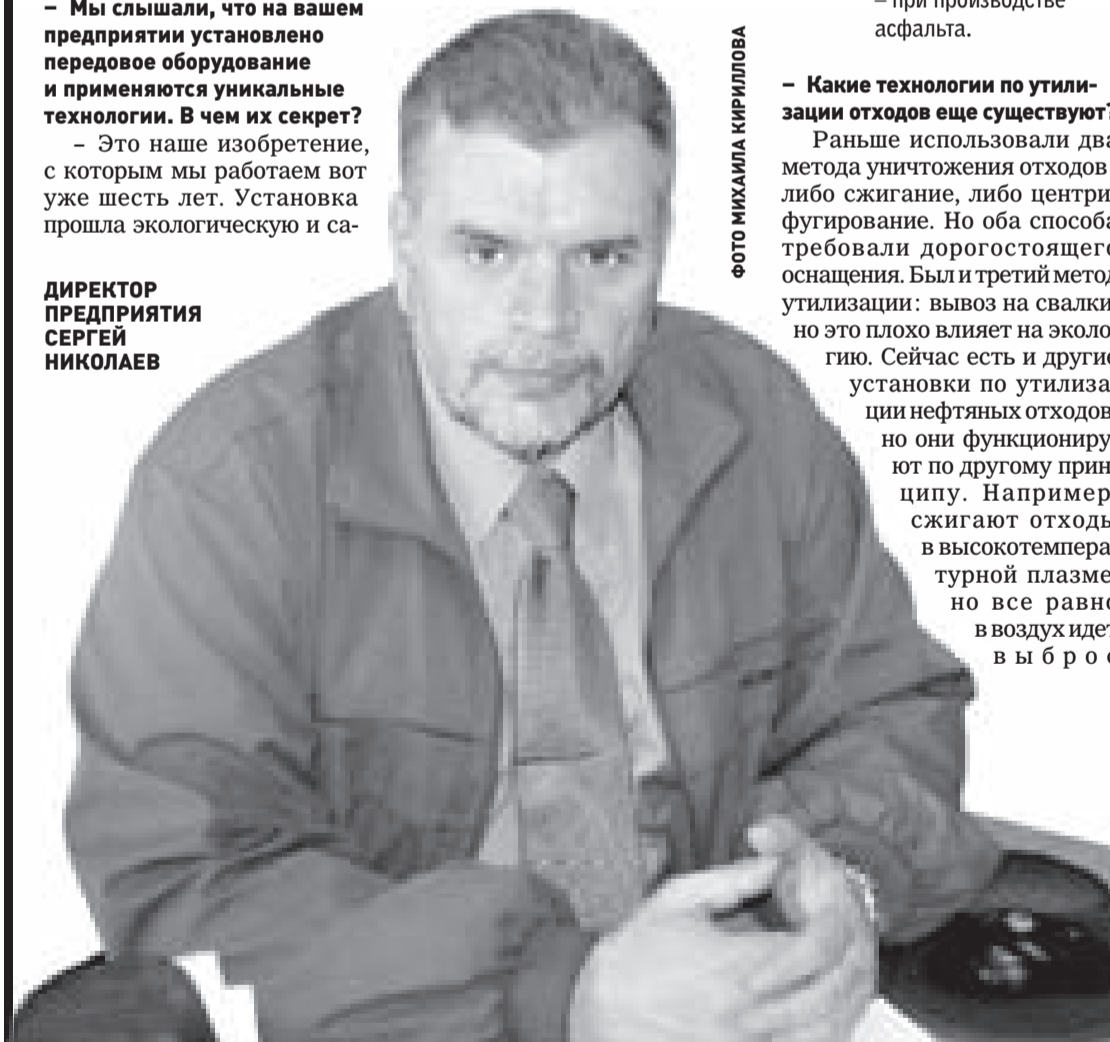 – Мы слышали, что на вашем
предприятии установлено
передовое оборудование
и применяются уникальные
технологии. В чем их секрет?
– Это наше изобретение,
с которым мы работаем вот
уже шесть лет. Установка
прошла экологическую и са-
ДИРЕКТОР
ПРЕДПРИЯТИЯ
СЕРГЕЙ
НИКОЛАЕВ
ФОТО МИХАИЛА КИРИЛЛОВА
– при производстве
асфальта.
– Какие технологии по утили-
зации отходов еще существуют?
Раньше использовали два
метода уничтожения отходов
либо сжигание, либо центри-
фугирование. Но оба способа
требовали дорогостоящего
оснащения. Был и третий метод
утилизации: вывоз на свалки
но это плохо влияет на эколо
гию. Сейчас есть и другие
установки по утилиза
ции нефтяных отходов
но они функциониру
ют по другому прин
ципу. Например
сжигают отходы
в высокотемпера
турной плазме
но все равно
в воздух идет
выброс